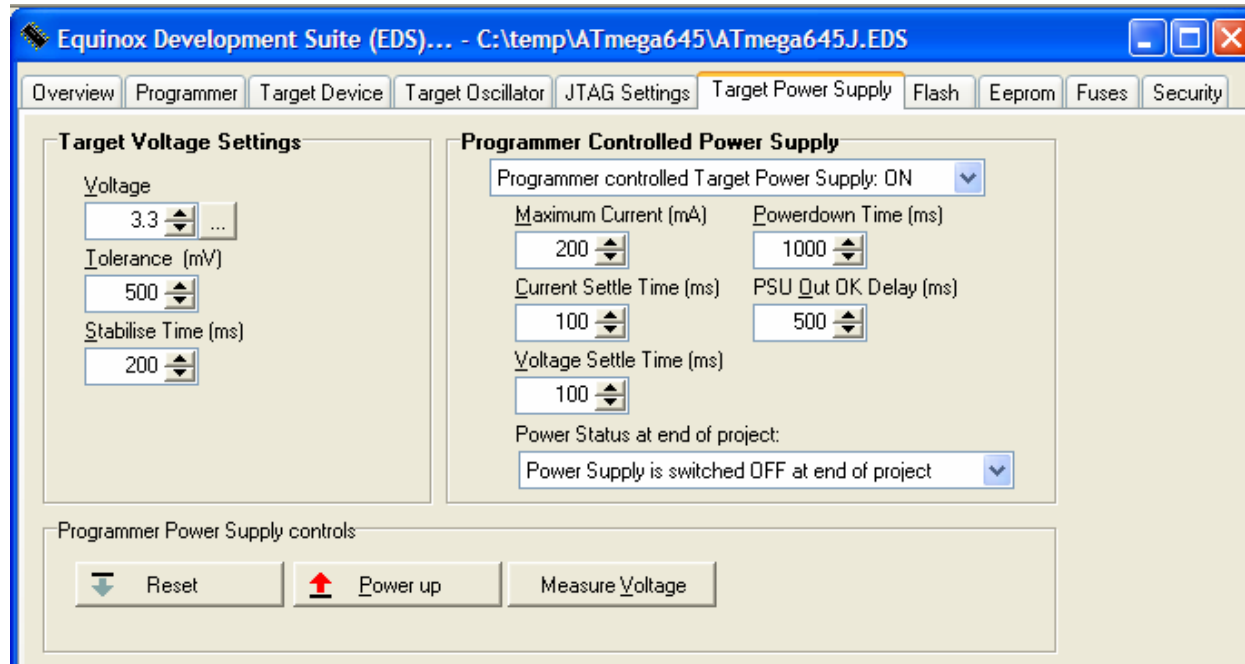 Equinox Development Suite (EDS)... - C:\temp\ATmega645\ATmega645J.EDS
Overview Programmer Target Device Target Oscillator JTAG Settings Target Power Supply Flash Eeprom Fuses Security
Target Voltage Settings
Voltage
3.3 ...
Tolerance (mV)
500
Stabilise Time (ms)
200
Programmer Controlled Power Supply
Programmer controlled Target Power Supply: ON
Maximum Current (mA) Powerdown Time (ms)
200 1000
Current Settle Time (ms) PSU Out OK Delay (ms)
100 500
Voltage Settle Time (ms)
100
Power Status at end of project:
Power Supply is switched OFF at end of project
Programmer Power Supply controls
Reset Power up Measure Voltage